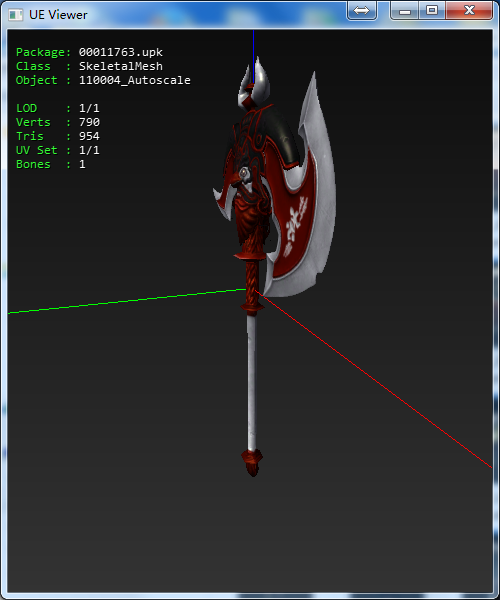 UE Viewer
Package: 00011763.upk
Class : SkeletalMesh
Object : 110004_Autoscale
LOD : 1/1
Verts : 790
Tris : 954
UV Set : 1/1
Bones : 1